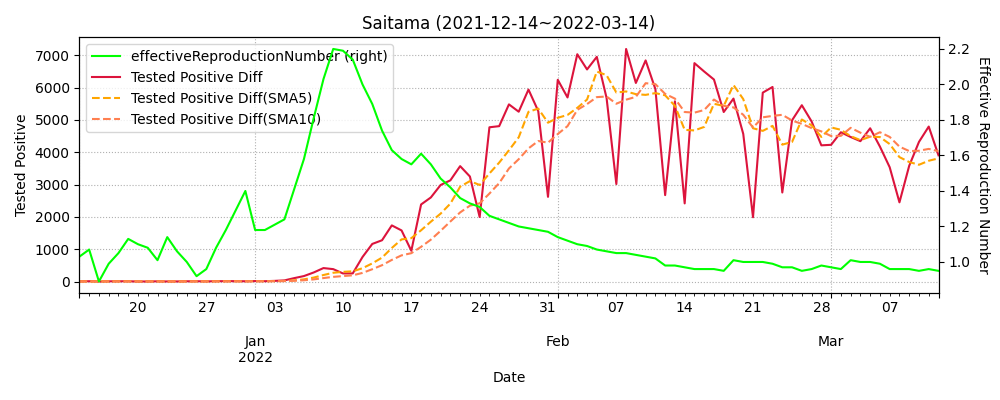 Saitama (2021-12-14~2022-03-14)
effectiveReproductionNumber (right)
Tested Positive Diff
Tested Positive Diff(SMA5)
Tested Positive Diff(SMA10)
Tested Positive
7000
6000
5000
4000
3000
2000
1000
0
Effective Reproduction Number
2.2
2.0
1.8
1.6
1.4
1.2
1.0
20 27 03 10 17 24 31 07 14 21 28 07
Jan Feb Mar
2022
Date